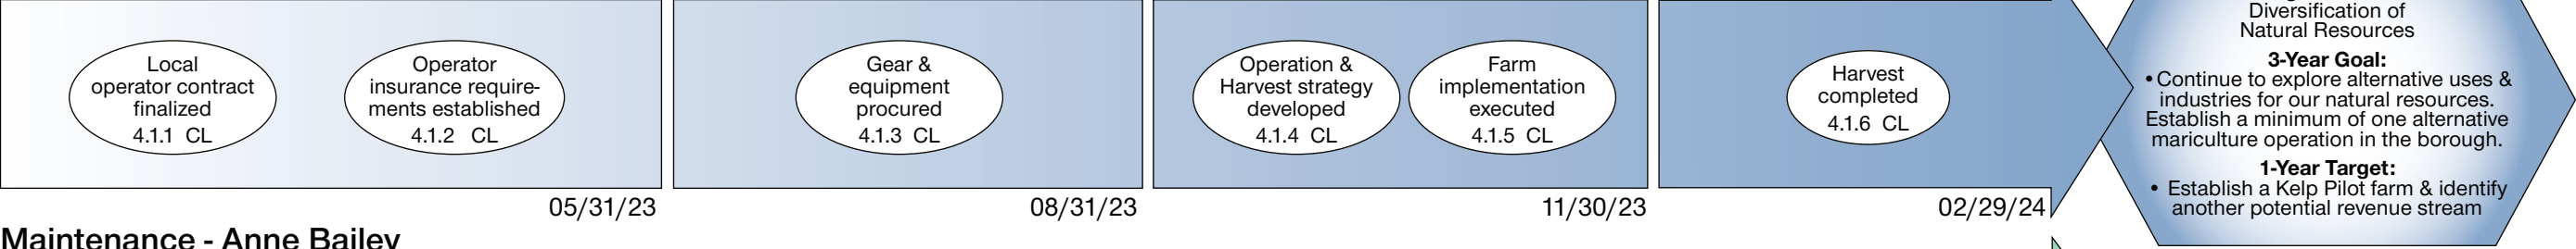 Local
operator contract
finalized
4.1.1 CL
Operator
insurance require-
ments established
4.1.2 CL
05/31/23
Gear &
equipment
procured
4.1.3 CL
08/31/23
Operation &
Harvest strategy
developed
4.1.4 CL
Farm
implementation
executed
4.1.5 CL
11/30/23
Harvest
completed
4.1.6 CL
02/29/24
Diversification of
Natural Resources
3-Year Goal:
• Continue to explore alternative uses &
industries for our natural resources.
Establish a minimum of one alternative
mariculture operation in the borough.
1-Year Target:
• Establish a Kelp Pilot farm & identify
another potential revenue stream
Maintenance - Anne Bailey